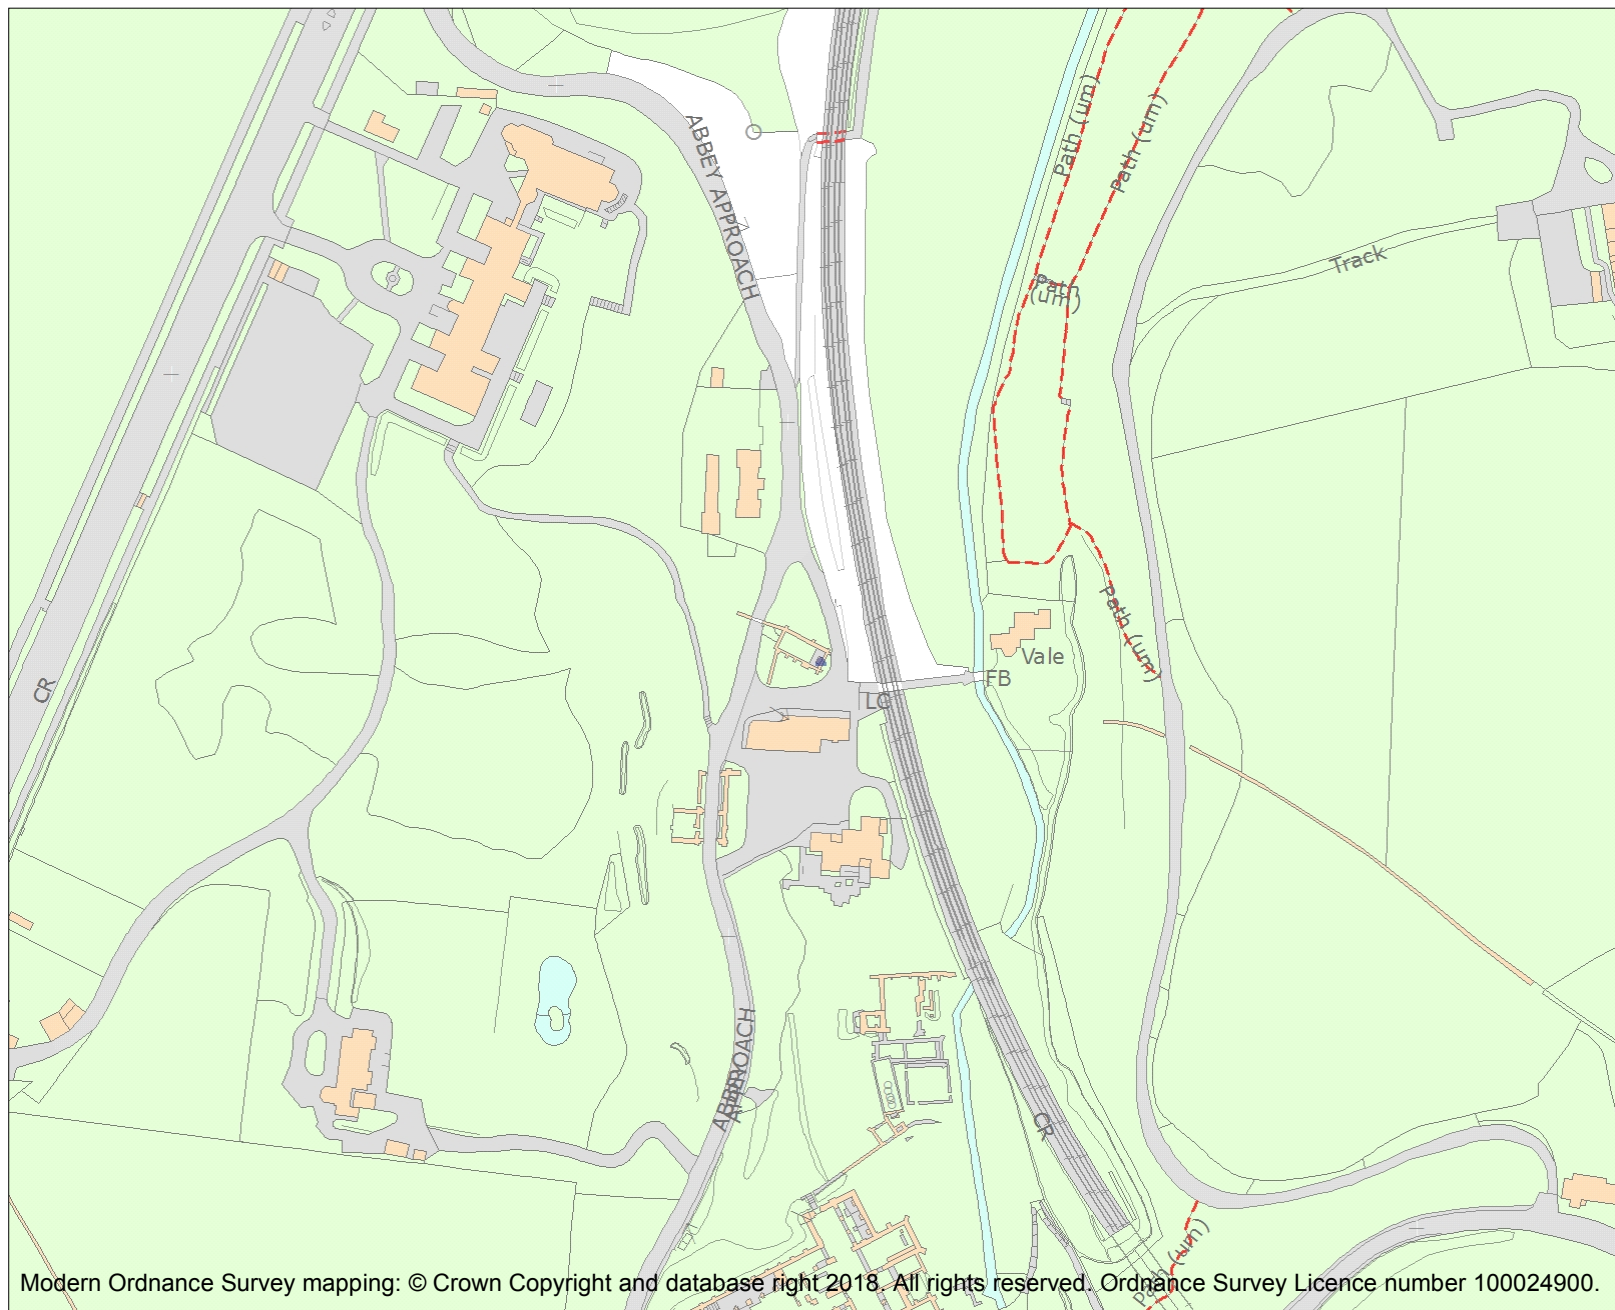 Path (um)
Path (um)
ABBEY APPROACH
Track
Path
(um)
Path (um)
Vale
FB
CR
LC
ABBEY
APPROACH
CR
Path (um)
Modern Ordnance Survey mapping: © Crown Copyright and database right 2018. All rights reserved. Ordnance Survey Licence number 100024900.